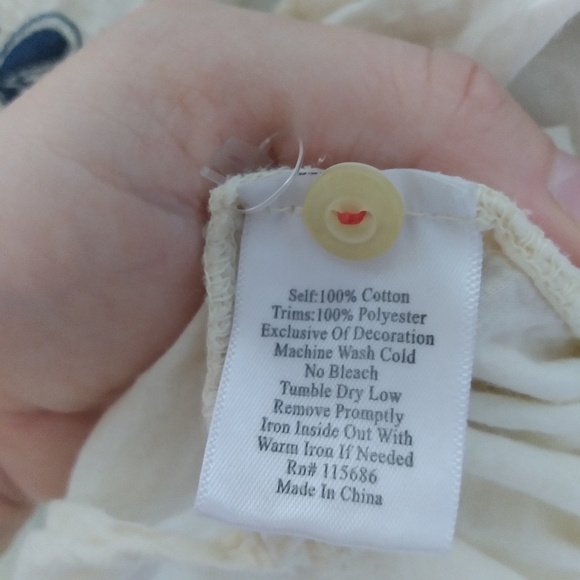 Self:100% Cotton
Trims:100% Polyester
Exclusive Of Decoration
Machine Wash Cold
No Bleach
Tumble Dry Low
Remove Promptly
Iron Inside Out With
Warm Iron If Needed
Rn# 115686
Made In China